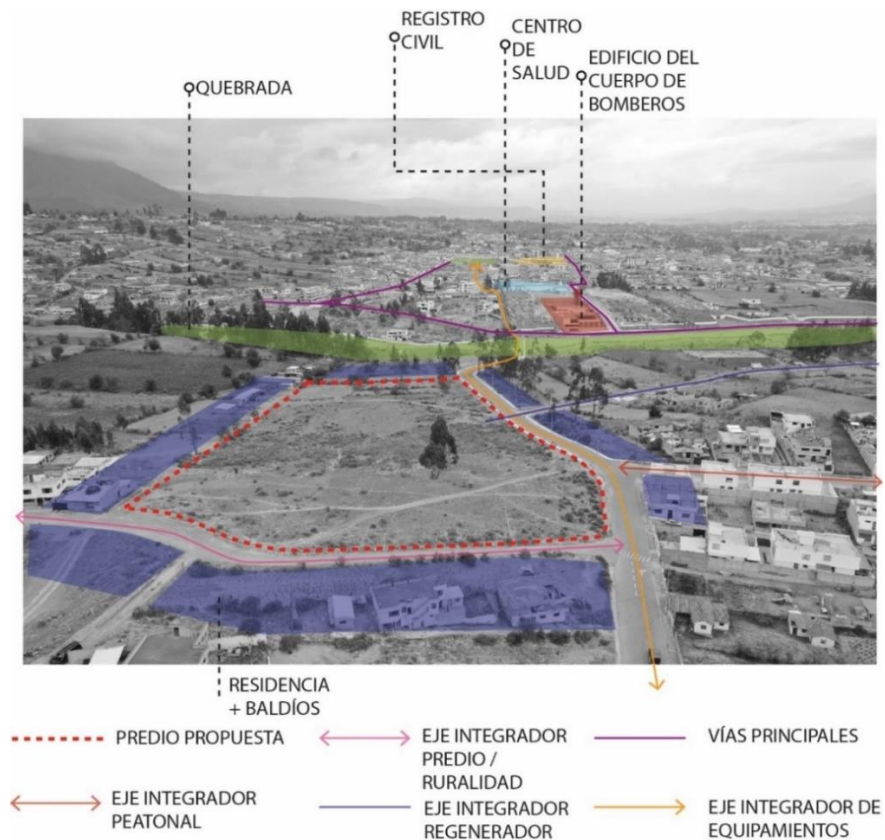 REGISTRO
CIVIL
CENTRO
DE
SALUD
EDIFICIO DEL
CUERPO DE
BOMBEROS
QUEBRADA
RESIDENCIA
+ BALDÍOS
PREDIO PROPUESTA
EJE INTEGRADOR
PREDIO /
RURALIDAD
VÍAS PRINCIPALES
EJE INTEGRADOR
PEATONAL
EJE INTEGRADOR
REGENERADOR
EJE INTEGRADOR DE
EQUIPAMIENTOS